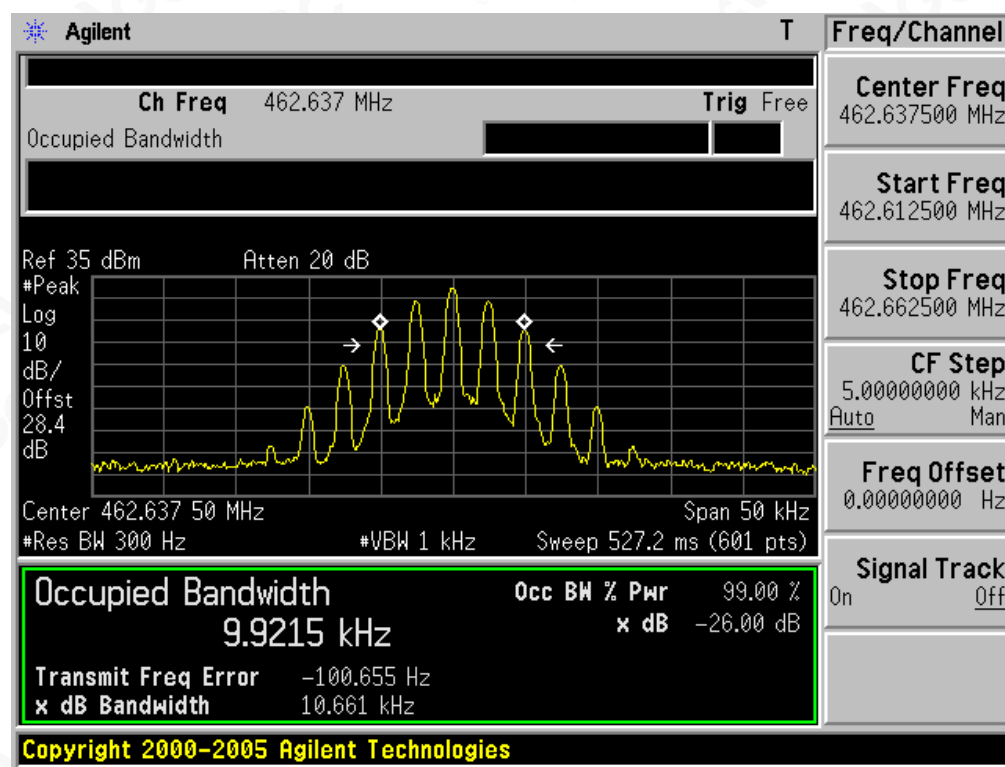 Agilent T Freq/Channel
Ch Freq 462.637 MHz Trig Free
Occupied Bandwidth
Center Freq
462.637500 MHz
Start Freq
462.612500 MHz
Stop Freq
462.662500 MHz
CF Step
5.00000000 kHz
Auto Man
Freq Offset
0.00000000 Hz
Signal Track
On Off
Ref 35 dBm Atten 20 dB
#Peak
Log
10
dB/
Offst
28.4
dB
Center 462.637 50 MHz Span 50 kHz
#Res BW 300 Hz #VBW 1 kHz Sweep 527.2 ms (601 pts)
Occupied Bandwidth Occ BW % Pwr 99.00 %
9.9215 kHz x dB -26.00 dB
Transmit Freq Error -100.655 Hz
x dB Bandwidth 10.661 kHz
Copyright 2000-2005 Agilent Technologies